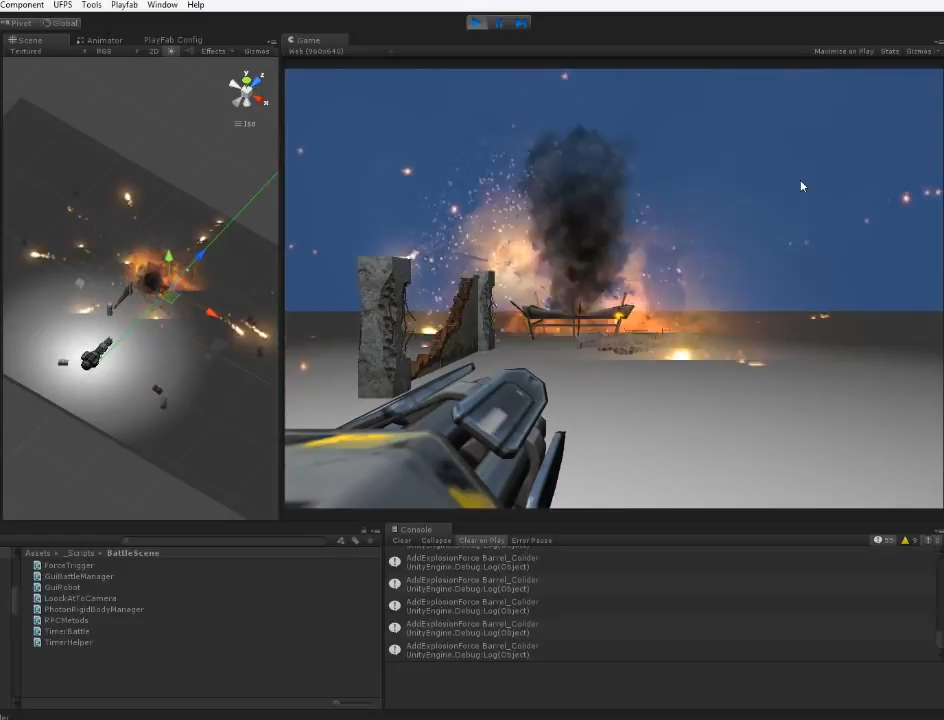 Component UFPS Tools Playfab Window Help
Pivot Global
Scene Animator PlayFab Config
Textured RGB 2D Effects Gizmos
Game
Web (960x640) Maximize on Play Stats Gizmos
y
z
x
Iso
Assets _Scripts BattleScene
ForceTrigger
GuiBattleManager
GuiRobot
LoockAtToCamera
PhotonRigidBodyManager
RPCMetods
TimerBattle
TimerHelper
Console
Clear Collapse Clear on Play Error Pause 9
AddExplosionForce Barrel_Colider
UnityEngine.Debug:Log(Object)
AddExplosionForce Barrel_Colider
UnityEngine.Debug:Log(Object)
AddExplosionForce Barrel_Colider
UnityEngine.Debug:Log(Object)
AddExplosionForce Barrel_Colider
UnityEngine.Debug:Log(Object)
AddExplosionForce Barrel_Colider
UnityEngine.Debug:Log(Object)